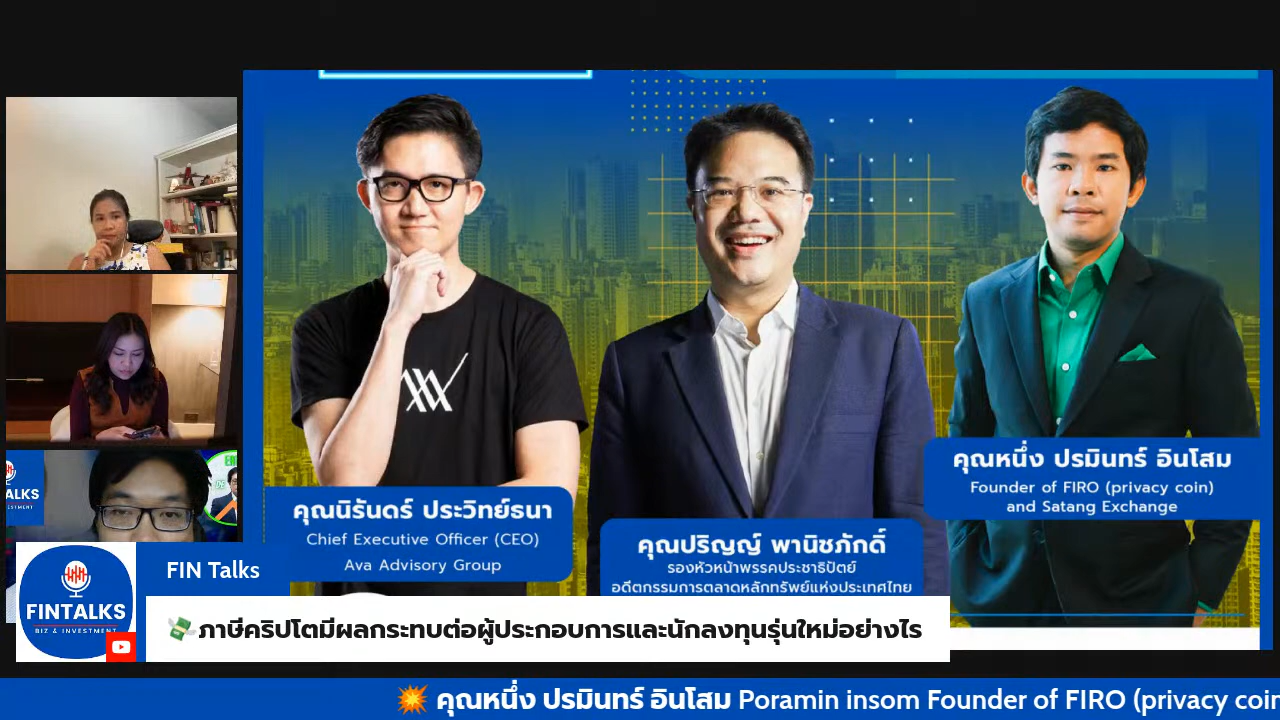 คุณนิรันดร์ ประวิทย์ธนา
Chief Executive Officer (CEO)
Ava Advisory Group
คุณปริญญ์ พานิชภักดิ์
รองหัวหน้าพรรคประชาธิปัตย์
อดีตกรรมการตลาดหลักทรัพย์แห่งประเทศไทย
คุณหนึ่ง ปรมินทร์ อินโสม
Founder of FIRO (privacy coin)
and Satang Exchange
TALKS
FINTALKS
BIZ & INVESTMENT
FIN Talks
💸ภาษีคริปโตมีผลกระทบต่อผู้ประกอบการและนักลงทุนรุ่นใหม่อย่างไร
💥 คุณหนึ่ง ปรมินทร์ อินโสม Poramin insom Founder of FIRO (privacy coin